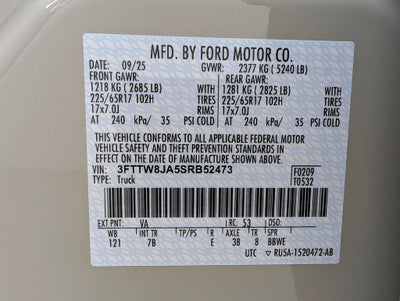 MFD. BY FORD MOTOR CO.
DATE: 09/25 GVWR: 2377 KG ( 5240 LB)
FRONT GAWR: REAR GAWR:
1218 KG ( 2685 LB) WITH 1281 KG ( 2825 LB)
225/65R17 102H TIRES 225/65R17 102H
17x7.0J RIMS 17x7.0J
AT 240 kPa/ 35 PSI COLD AT 240 kPa/ 35 PSI COLD
THIS VEHICLE CONFORMS TO ALL APPLICABLE FEDERAL MOTOR
VEHICLE SAFETY AND THEFT PREVENTION STANDARDS IN
EFFECT ON THE DATE OF MANUFACTURE SHOWN ABOVE.
VIN: 3FTTW8JA5SRB52473 F0209
TYPE: Truck T0532
EXT PNT: VA RC: 53 DSO:
WB INT TR TP/PS R AXLE TR SPR
121 78 E 38 8 BBWE
UTC RU5A-1520472-AB